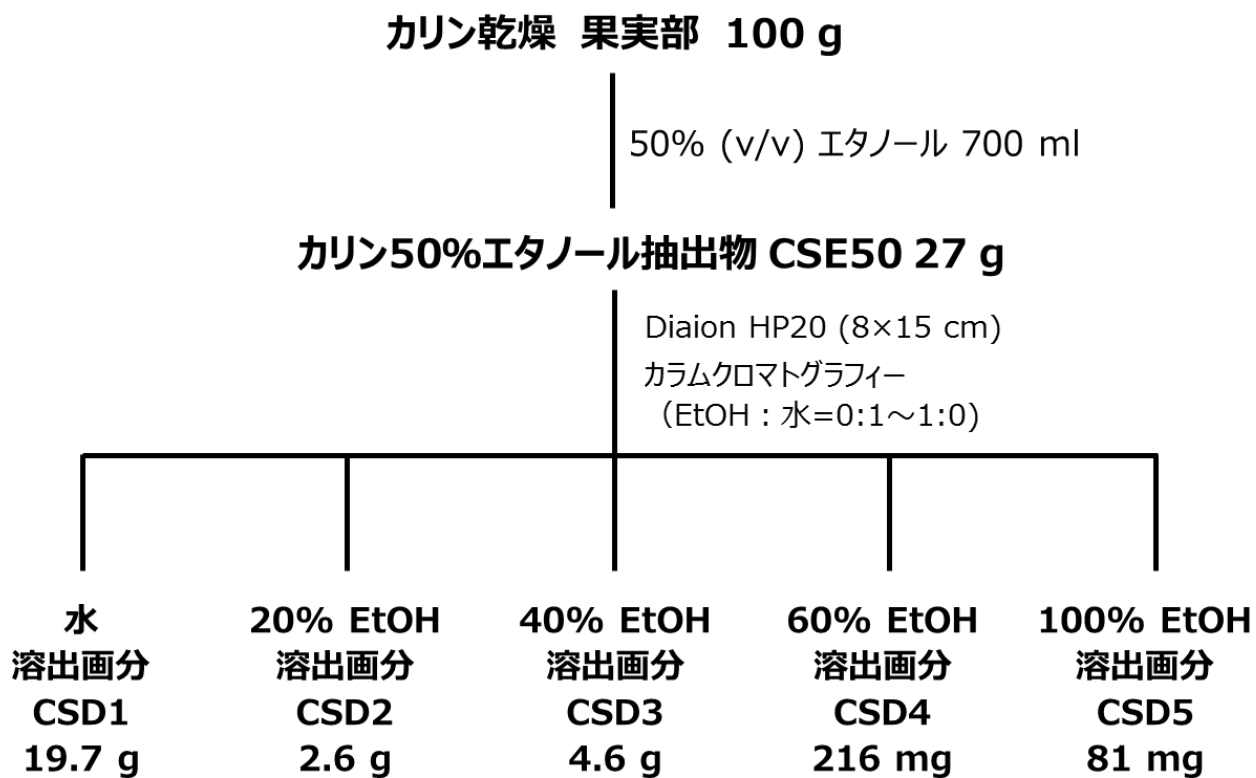 カリン乾燥 果実部 100 g
50% (v/v) エタノール 700 ml
カリン50%エタノール抽出物 CSE50 27 g
Diaion HP20 (8×15 cm)
カラムクロマトグラフィー
（EtOH：水=0:1～1:0)
水
溶出画分
CSD1
19.7 g
20% EtOH
溶出画分
CSD2
2.6 g
40% EtOH
溶出画分
CSD3
4.6 g
60% EtOH
溶出画分
CSD4
216 mg
100% EtOH
溶出画分
CSD5
81 mg